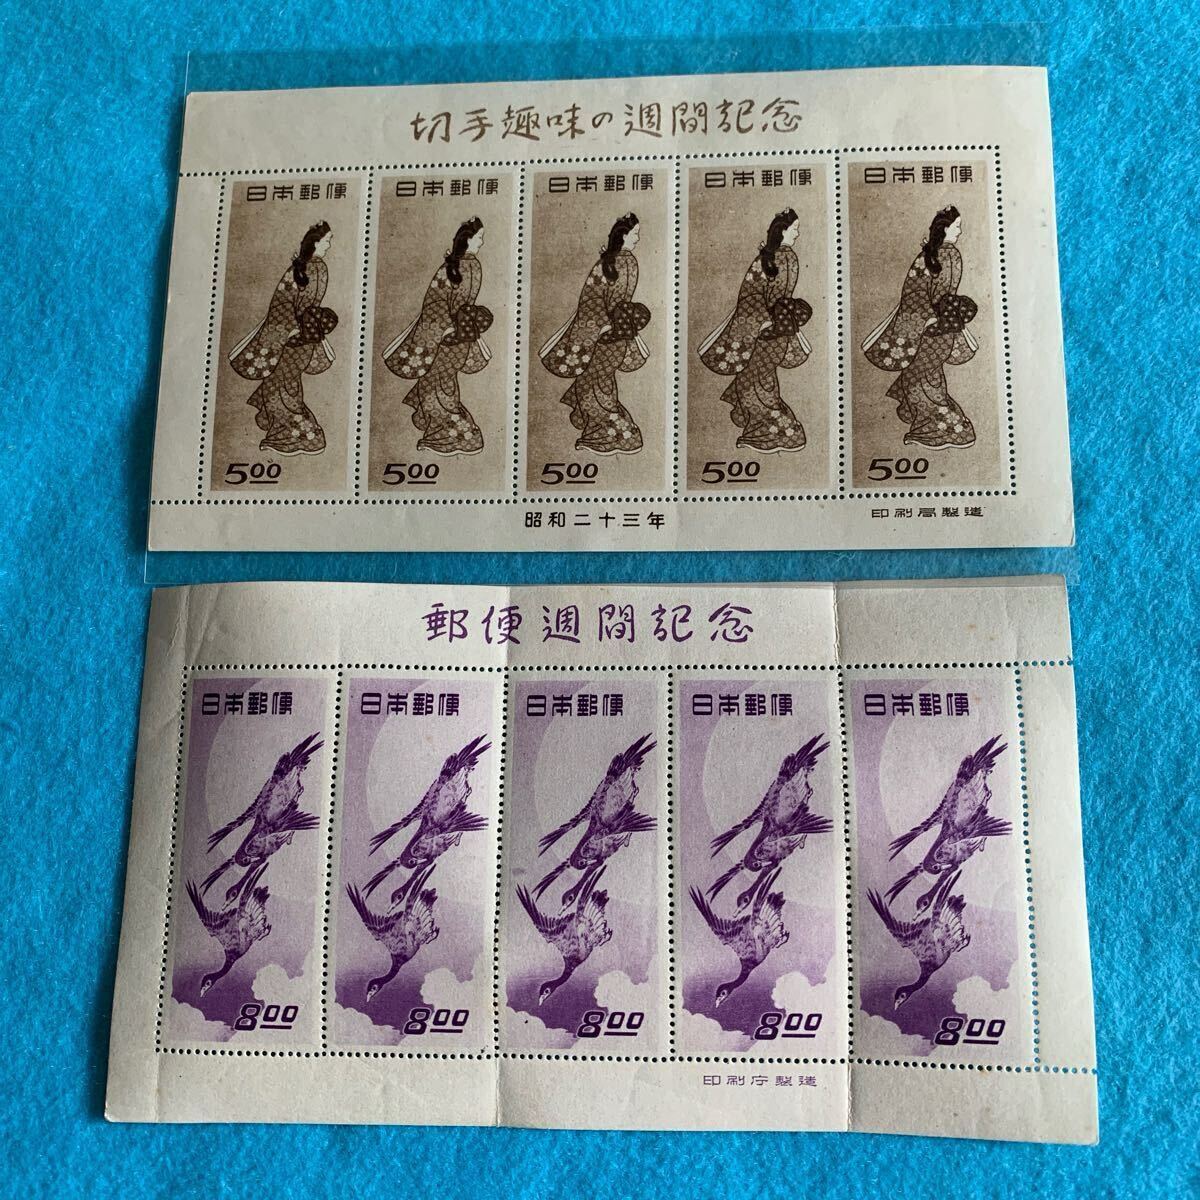 切手趣味の週間記念
日本郵便 日本郵便 日本郵便 日本郵便 日本郵便
5.00 5.00 5.00 5.00 5.00
昭和二十三年
印刷局製造
郵便週間記念
日本郵便 日本郵便 日本郵便 日本郵便 日本郵便
8.00 8.00 8.00 8.00 8.00
印刷庁製造